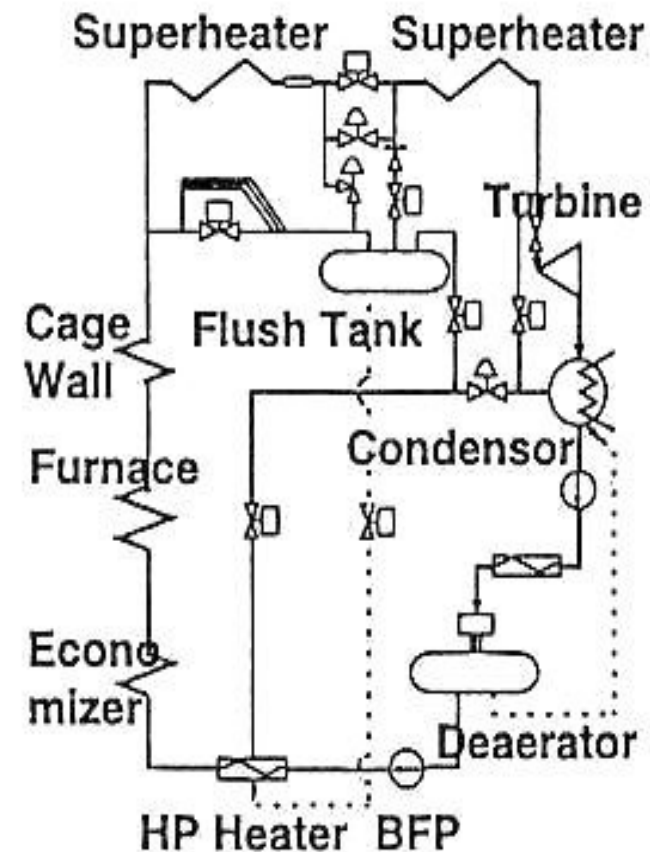 Superheater Superheater
Turbine
Cage
Wall
Flush Tank
Furnace
Condensor
Econo
mizer
Deaerator
HP Heater BFP